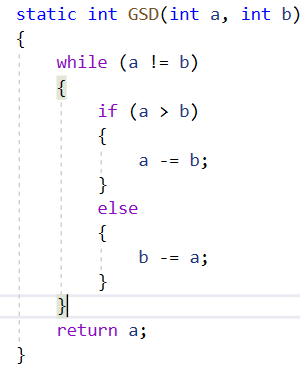 static int GSD(int a, int b)
{
    while (a != b)
    {
        if (a > b)
        {
            a -= b;
        }
        else
        {
            b -= a;
        }
    }
    return a;
}